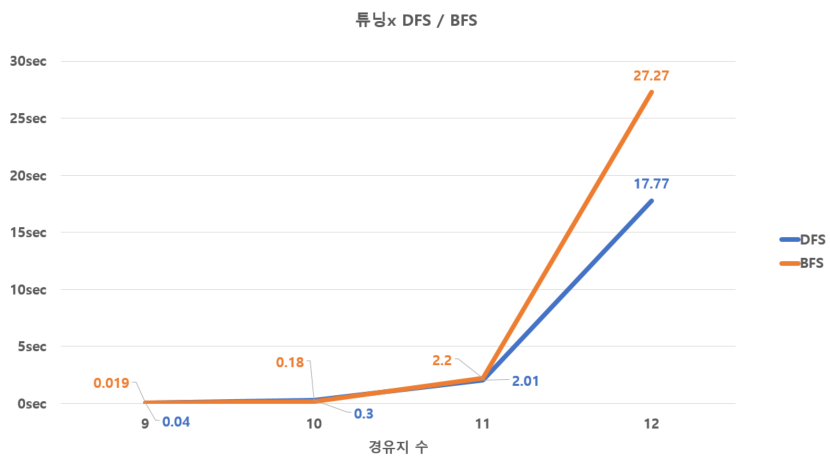 튜닝x DFS / BFS
30sec
27.27
25sec
20sec
17.77
15sec
DFS
BFS
10sec
5sec
0.18
2.2
0.019
2.01
0sec
0.04
0.3
9
10
11
12
경유지 수